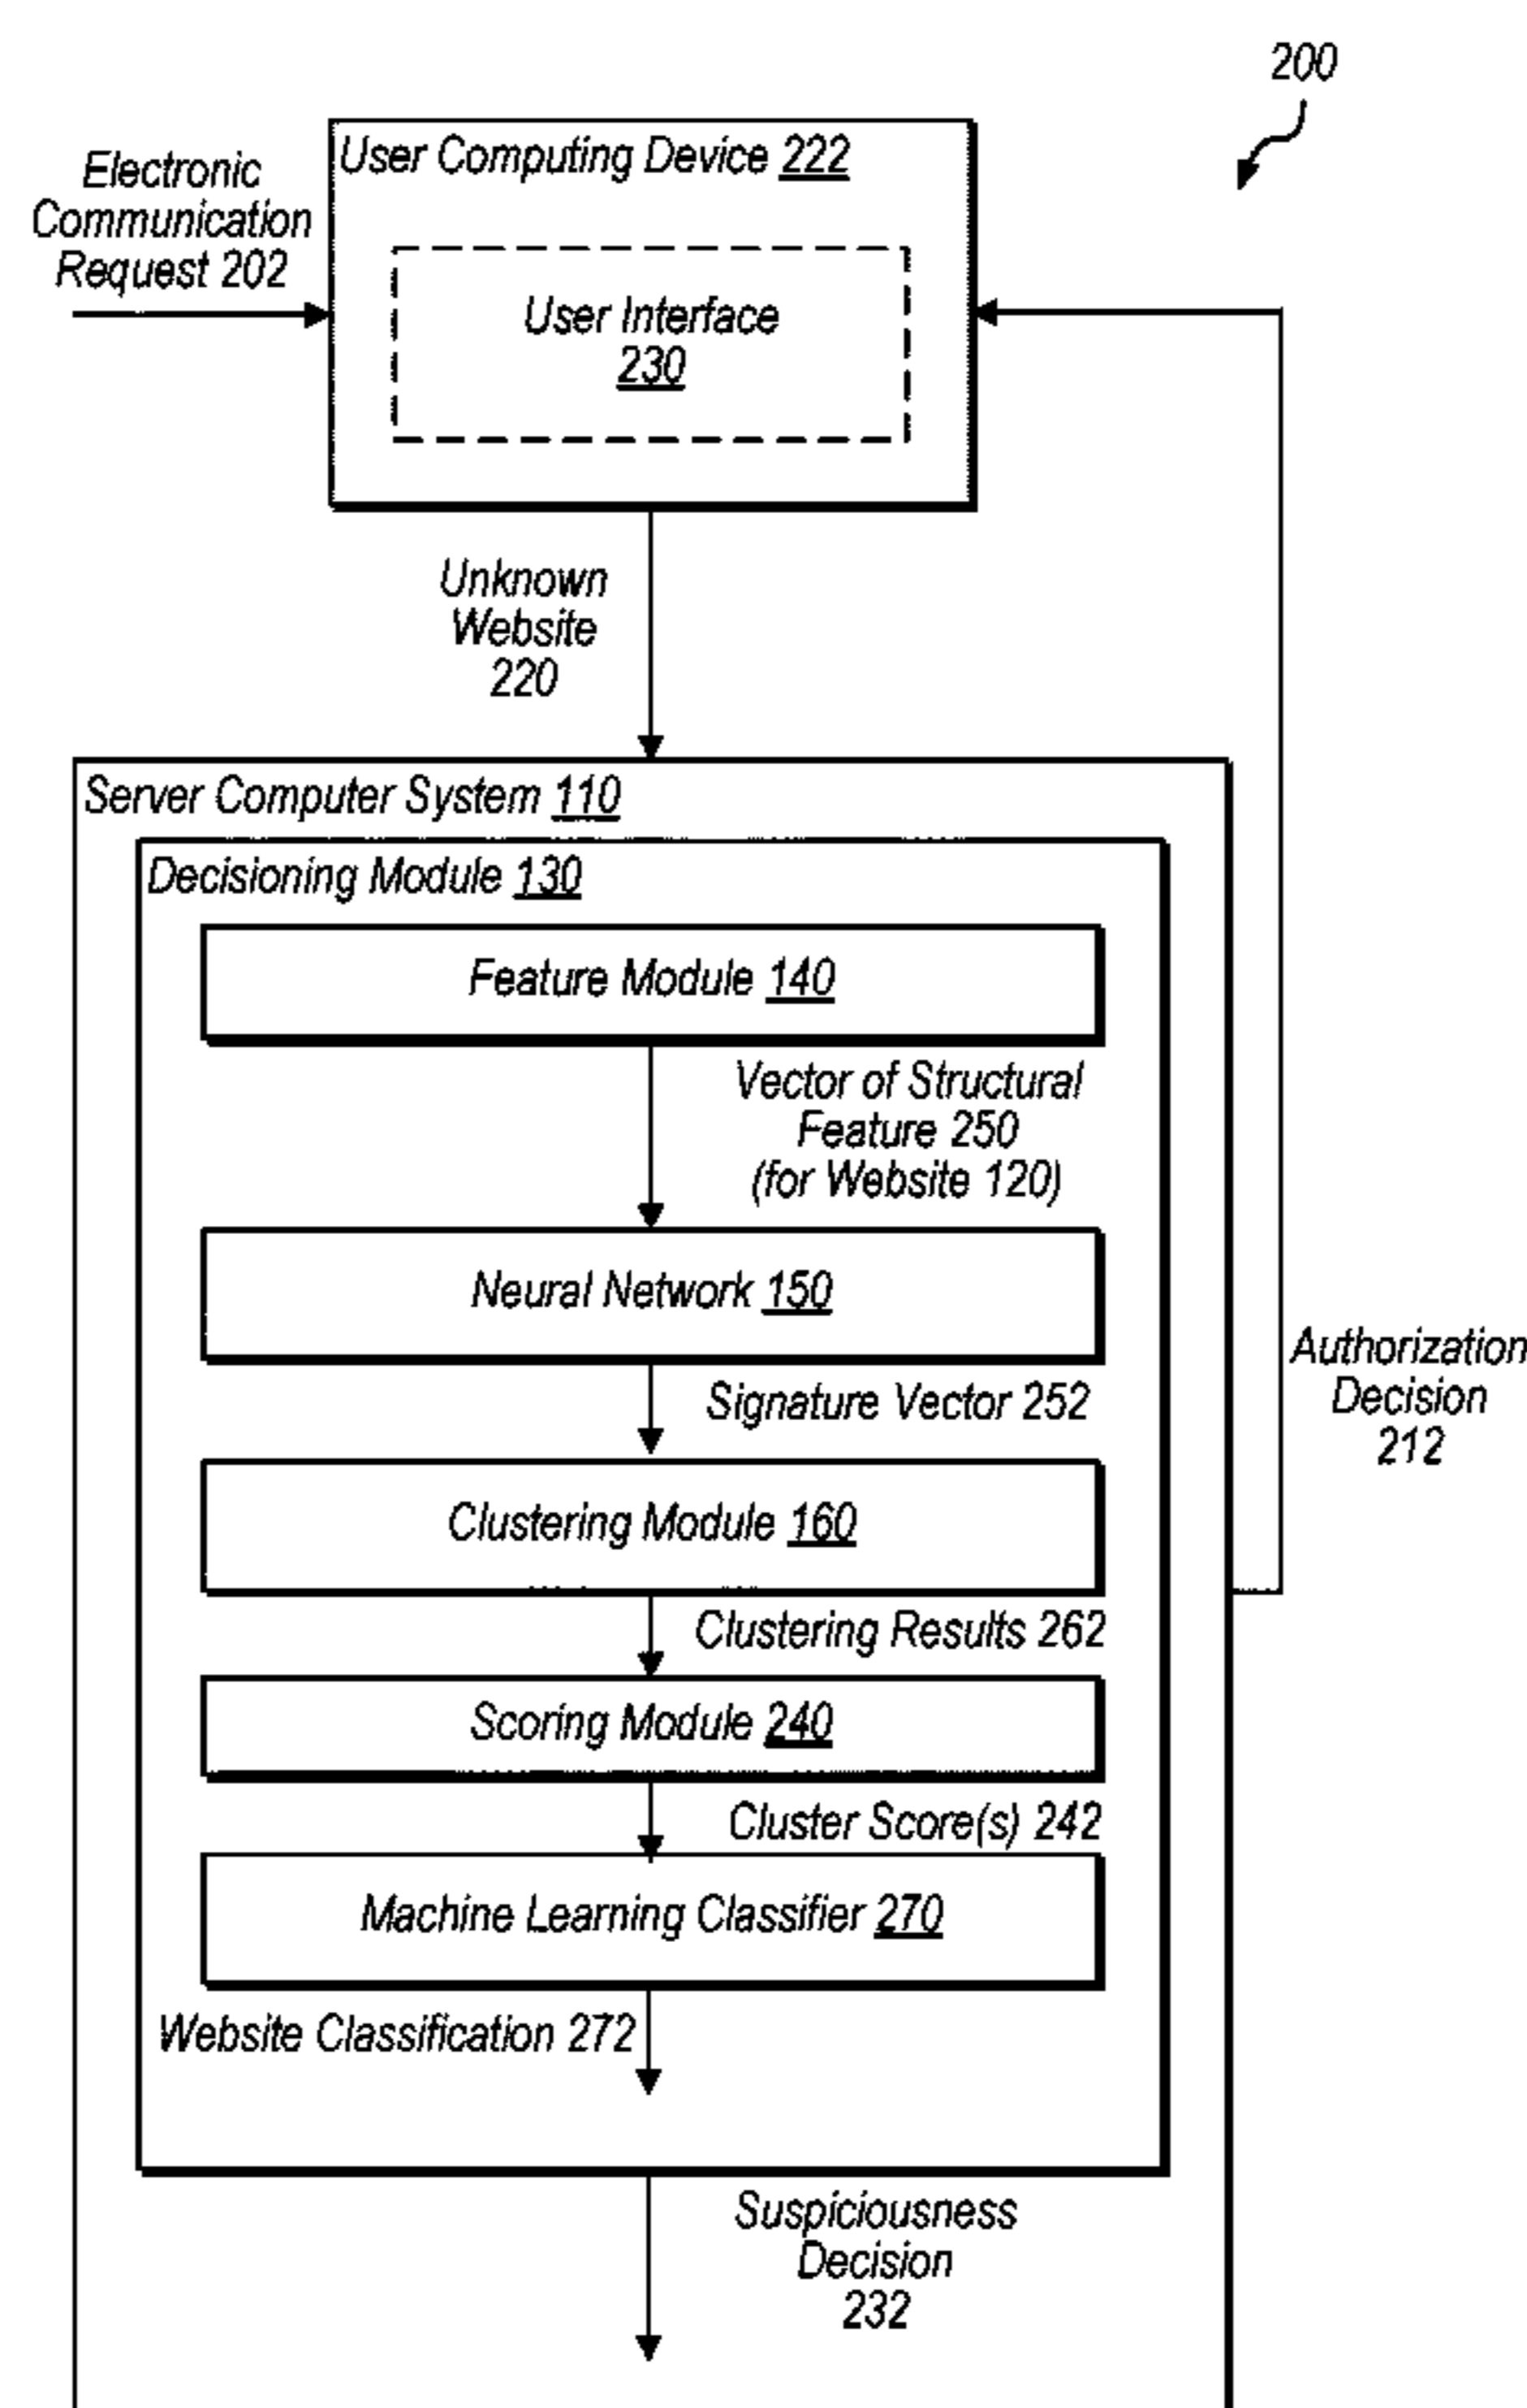 200
Electronic
Communication
Request 202
User Computing Device 222
User Interface
230
Unknown
Website
220
Server Computer System 110
Decisioning Module 130
Feature Module 140
Vector of Structural
Feature 250
(for Website 120)
Neural Network 150
Signature Vector 252
Authorization
Decision
212
Clustering Module 160
Clustering Results 262
Scoring Module 240
Cluster Score(s) 242
Machine Learning Classifier 270
Website Classification 272
Suspiciousness
Decision
232